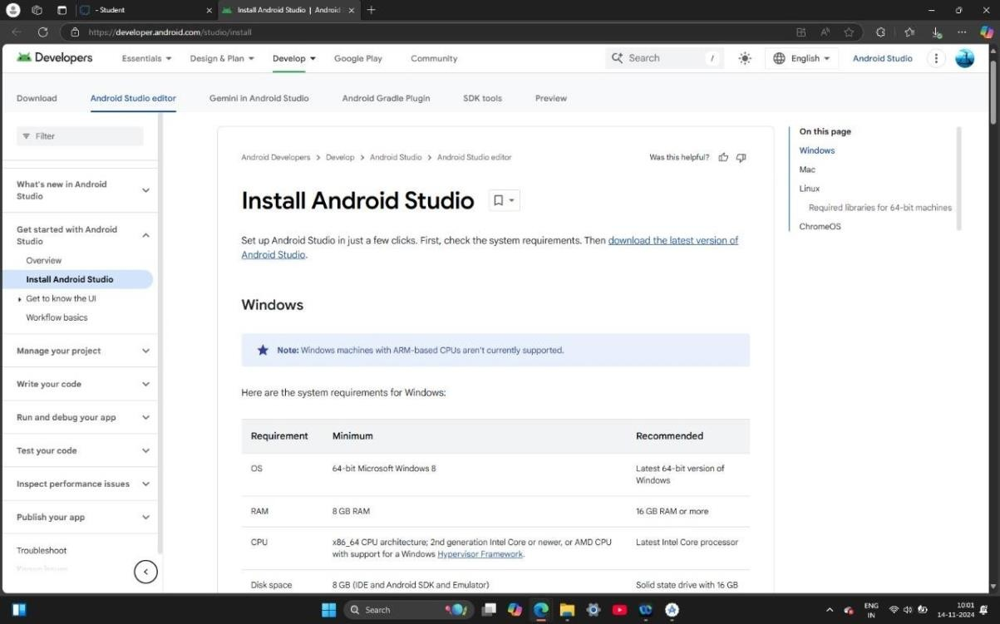 - Student
Install Android Studio | Android
https://developer.android.com/studio/install
Developers
Essentials
Design & Plan
Develop
Google Play
Community
Search
/
English
Android Studio
Download
Android Studio editor
Gemini in Android Studio
Android Gradle Plugin
SDK tools
Preview
Filter
What's new in Android
Studio
Get started with Android
Studio
Overview
Install Android Studio
Get to know the UI
Workflow basics
Manage your project
Write your code
Run and debug your app
Test your code
Inspect performance issues
Publish your app
Troubleshoot
Known issues
Android Developers > Develop > Android Studio > Android Studio editor
Was this helpful?
Install Android Studio
Set up Android Studio in just a few clicks. First, check the system requirements. Then download the latest version of
Android Studio.
Windows
Note: Windows machines with ARM-based CPUs aren't currently supported.
Here are the system requirements for Windows:
Requirement Minimum Recommended
OS 64-bit Microsoft Windows 8 Latest 64-bit version of
Windows
RAM 8 GB RAM 16 GB RAM or more
CPU x86_64 CPU architecture; 2nd generation Intel Core or newer, or AMD CPU Latest Intel Core processor
with support for a Windows Hypervisor Framework.
Disk space 8 GB (IDE and Android SDK and Emulator) Solid state drive with 16 GB
On this page
Windows
Mac
Linux
Required libraries for 64-bit machines
ChromeOS
Search
ENG
IN
10:01
14-11-2024